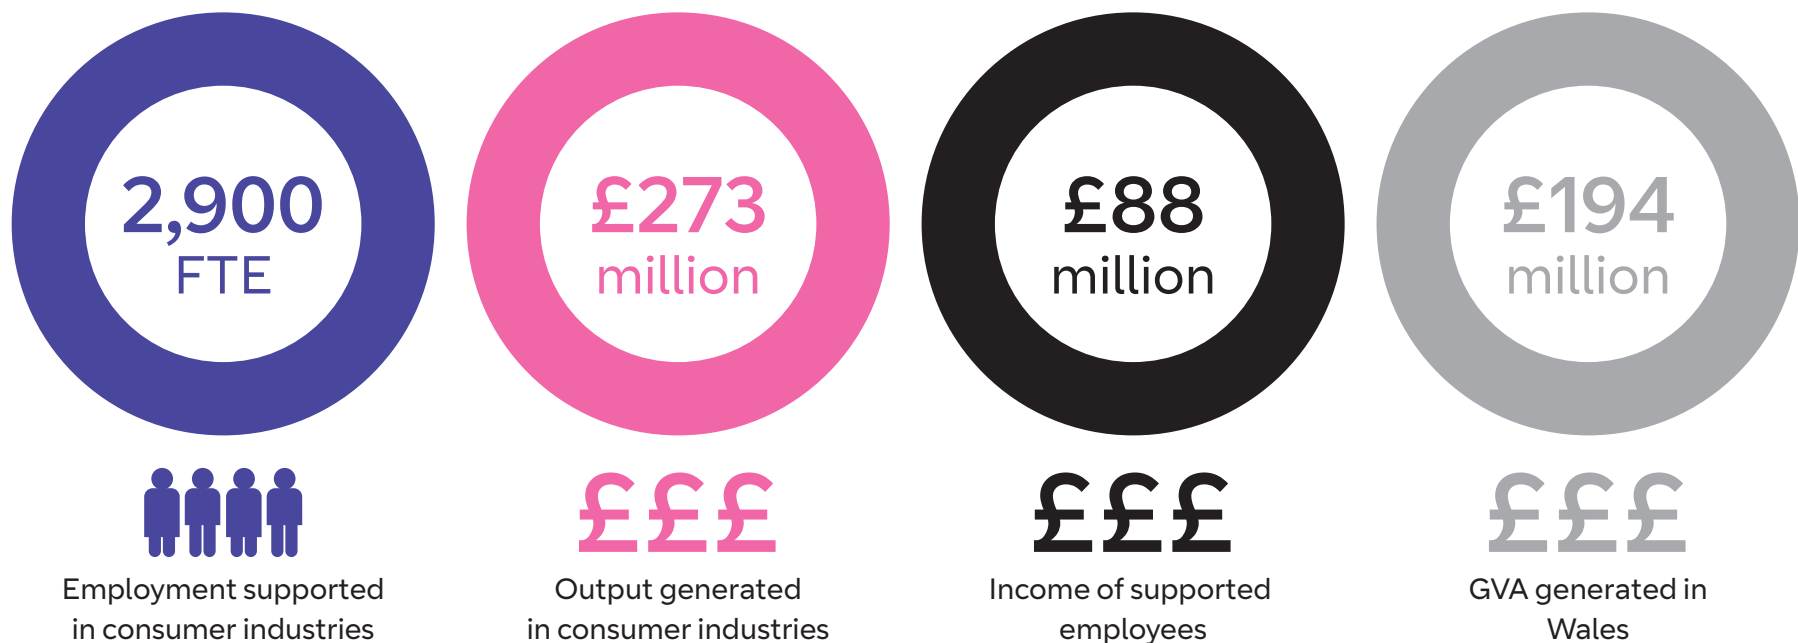 2,900
FTE
£273
million
£88
million
£194
million
£££
£££
£££
Employment supported
in consumer industries
Output generated
in consumer industries
Income of supported
employees
GVA generated in
Wales